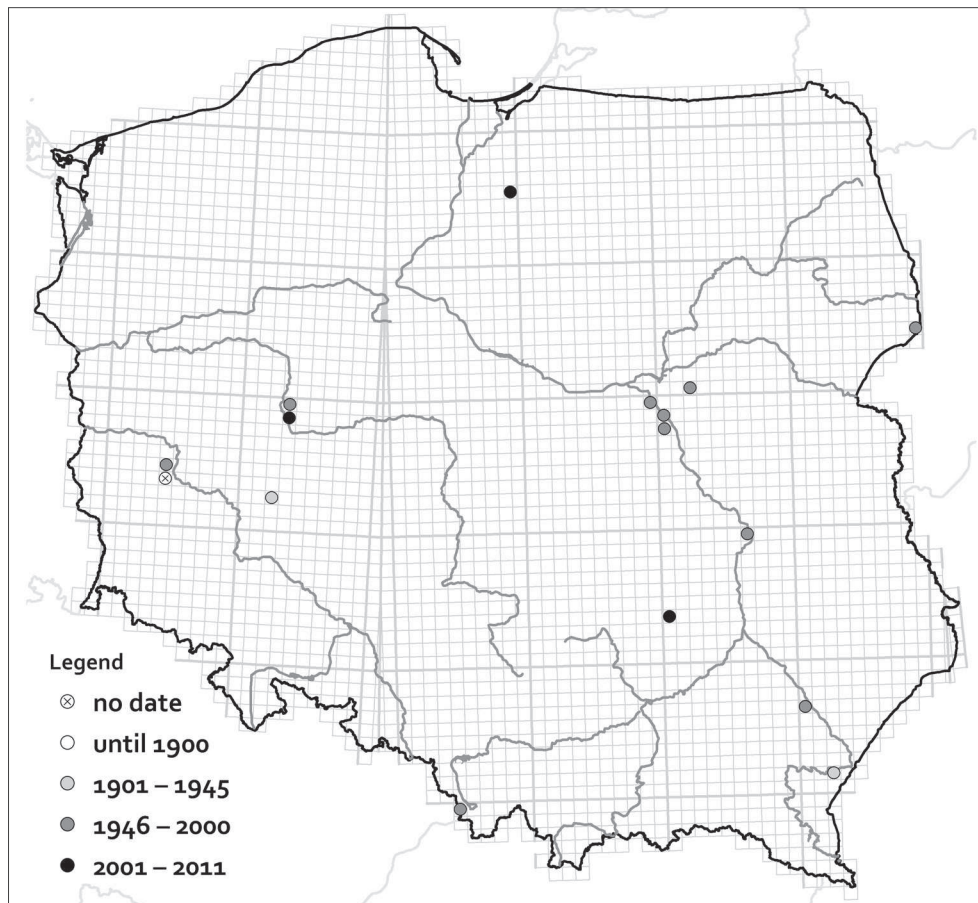 Legend
no date
until 1900
1901 – 1945
1946 – 2000
2001 – 2011